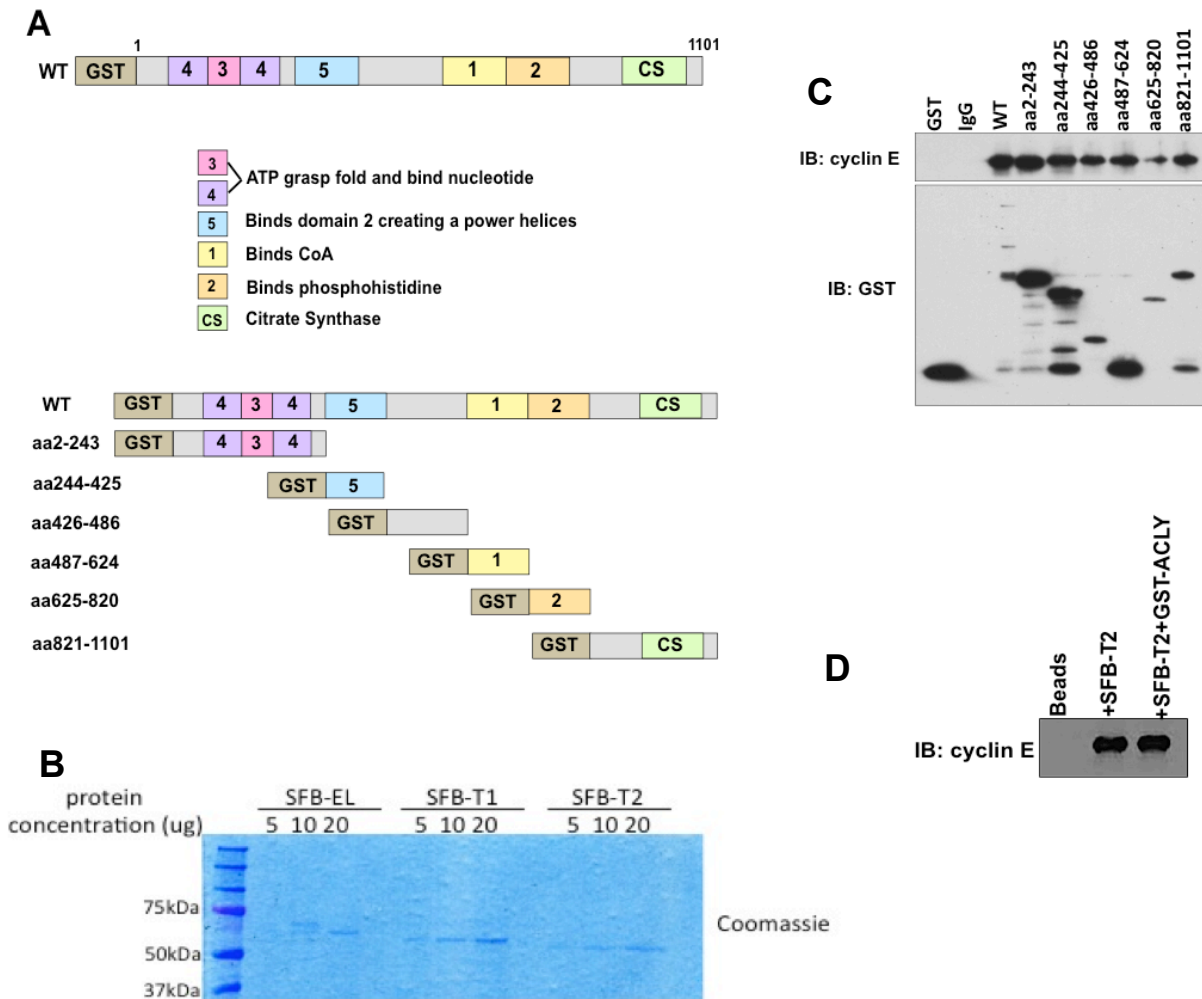 A
1 1101
WT GST 4 3 4 5 1 2 CS
3
4
ATP grasp fold and bind nucleotide
5 Binds domain 2 creating a power helices
1 Binds CoA
2 Binds phosphohistidine
CS Citrate Synthase
WT GST 4 3 4 5 1 2 CS
aa2-243 GST 4 3 4
aa244-425 GST 5
aa426-486 GST
aa487-624 GST 1
aa625-820 GST 2
aa821-1101 GST CS
B
protein SFB-EL SFB-T1 SFB-T2
concentration (ug) 5 10 20 5 10 20 5 10 20
75kDa
50kDa
37kDa
Coomassie
C
GST
IgG
WT
aa2-243
aa244-425
aa426-486
aa487-624
aa625-820
aa821-1101
IB: cyclin E
IB: GST
D
Beads
+SFB-T2
+SFB-T2+GST-ACLY
IB: cyclin E